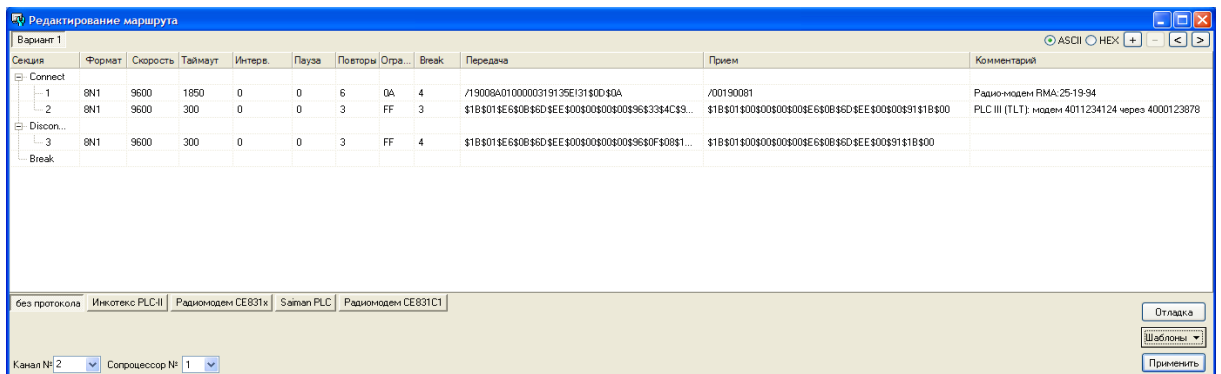 Редактирование маршрута
Вариант 1 ASCII HEX + - < >
Секция Формат Скорость Таймаут Интерв. Пауза Повторы Огра... Break Передача Прием Комментарий
Connect
1 8N1 9600 1850 0 0 6 0A 4 /19008A0100000319135E!31$0D$0A /00190081 Радио-модем RMA:25-19-94
2 8N1 9600 300 0 0 3 FF 3 $1B$01$E6$0B$6D$EE$00$00$00$00$96$33$4C$9... $1B$01$00$00$00$00$E6$0B$6D$EE$00$00$91$1B$00 PLC III (TLT): модем 4011234124 через 4000123878
Discon...
3 8N1 9600 300 0 0 3 FF 4 $1B$01$E6$0B$6D$EE$00$00$00$00$96$0F$08$1... $1B$01$00$00$00$00$E6$0B$6D$EE$00$91$1B$00
Break
без протокола Инкотекс PLC-II Радиомодем CE831x Saiman PLC Радиомодем CE831C1
Отладка
Шаблоны
Канал № 2 Сопроцессор № 1 Применить